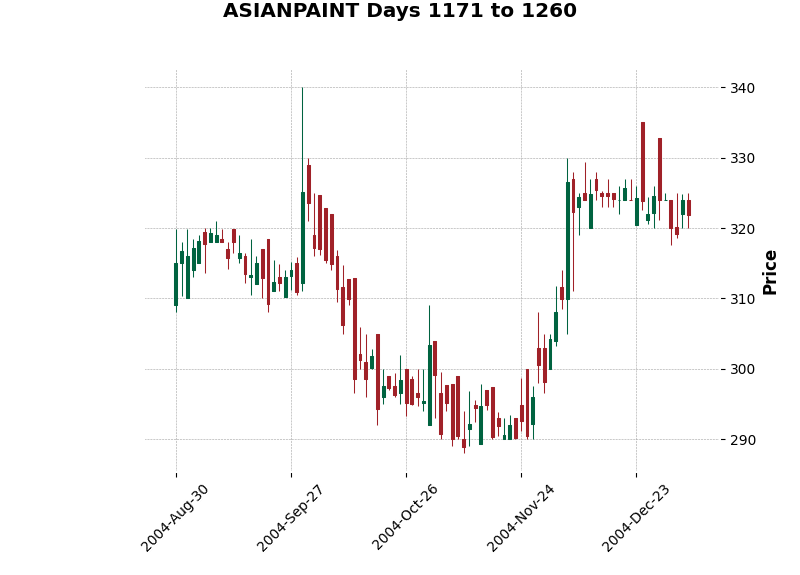 ASIANPAINT Days 1171 to 1260
340
330
320
310
300
290
Price
2004-Aug-30
2004-Sep-27
2004-Oct-26
2004-Nov-24
2004-Dec-23